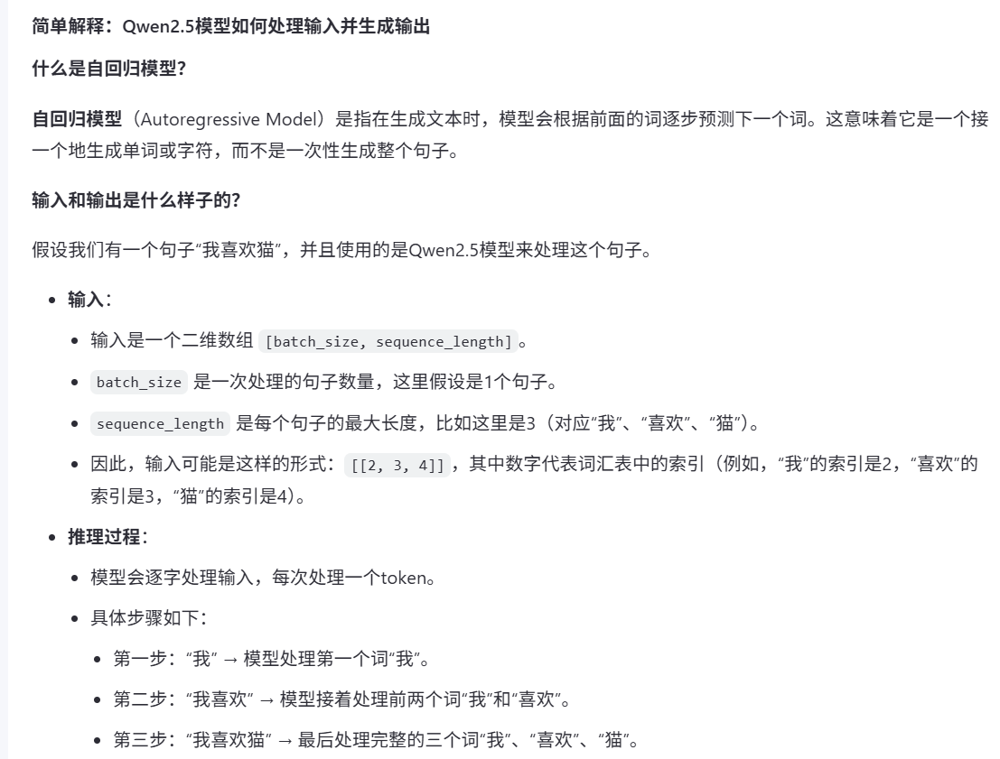 简单解释：Qwen2.5模型如何处理输入并生成输出
什么是自回归模型？
自回归模型（Autoregressive Model）是指在生成文本时，模型会根据前面的词逐步预测下一个词。这意味着它是一个接
一个地生成单词或字符，而不是一次性生成整个句子。
输入和输出是什么样子的？
假设我们有一个句子“我喜欢猫”，并且使用的是Qwen2.5模型来处理这个句子。
• 输入：
• 输入是一个二维数组 [batch_size, sequence_length] 。
• batch_size 是一次处理的句子数量，这里假设是1个句子。
• sequence_length 是每个句子的最大长度，比如这里是3（对应“我”、“喜欢”、“猫”）。
• 因此，输入可能是这样的形式： [[2, 3, 4]] ，其中数字代表词汇表中的索引（例如，“我”的索引是2，“喜欢”的
索引是3，“猫”的索引是4）。
• 推理过程：
• 模型会逐字处理输入，每次处理一个token。
• 具体步骤如下：
• 第一步：“我” → 模型处理第一个词“我”。
• 第二步：“我喜欢” → 模型接着处理前两个词“我”和“喜欢”。
• 第三步：“我喜欢猫” → 最后处理完整的三个词“我”、“喜欢”、“猫”。